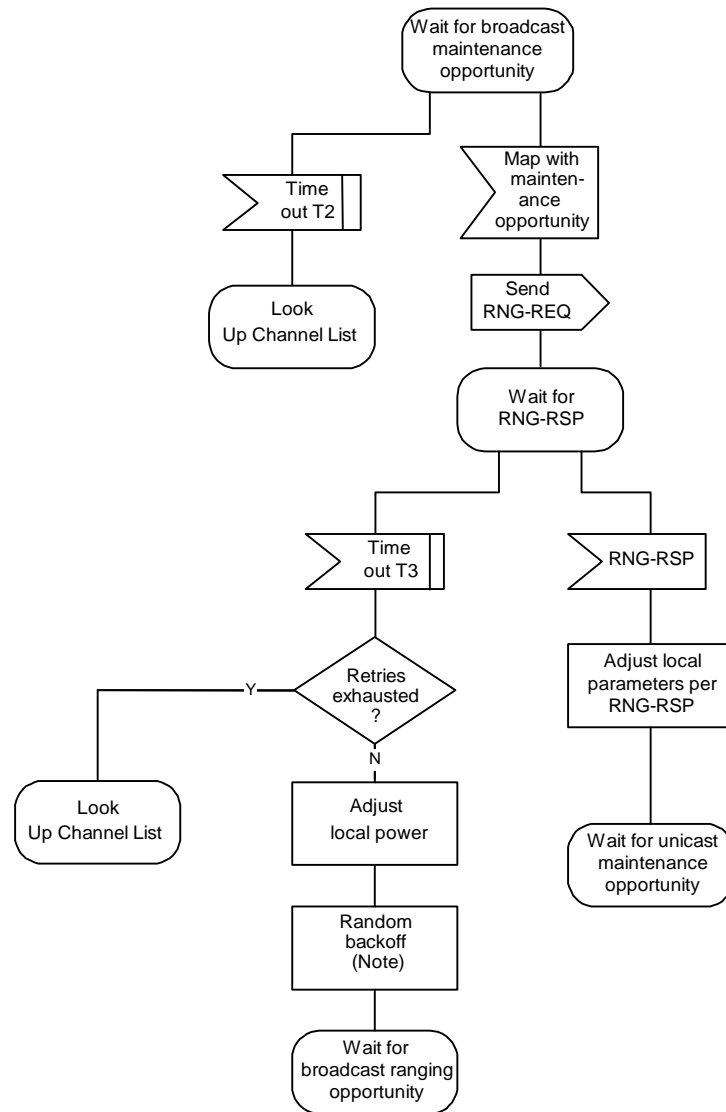 Wait for broadcast
maintenance
opportunity
Time
out T2
Map with
mainten-
ance
opportunity
Look
Up Channel List
Send
RNG-REQ
Wait for
RNG-RSP
Time
out T3
RNG-RSP
Retries
exhausted
?
Y
N
Adjust local
parameters per
RNG-RSP
Look
Up Channel List
Adjust
local power
Wait for unicast
maintenance
opportunity
Random
backoff
(Note)
Wait for
broadcast ranging
opportunity